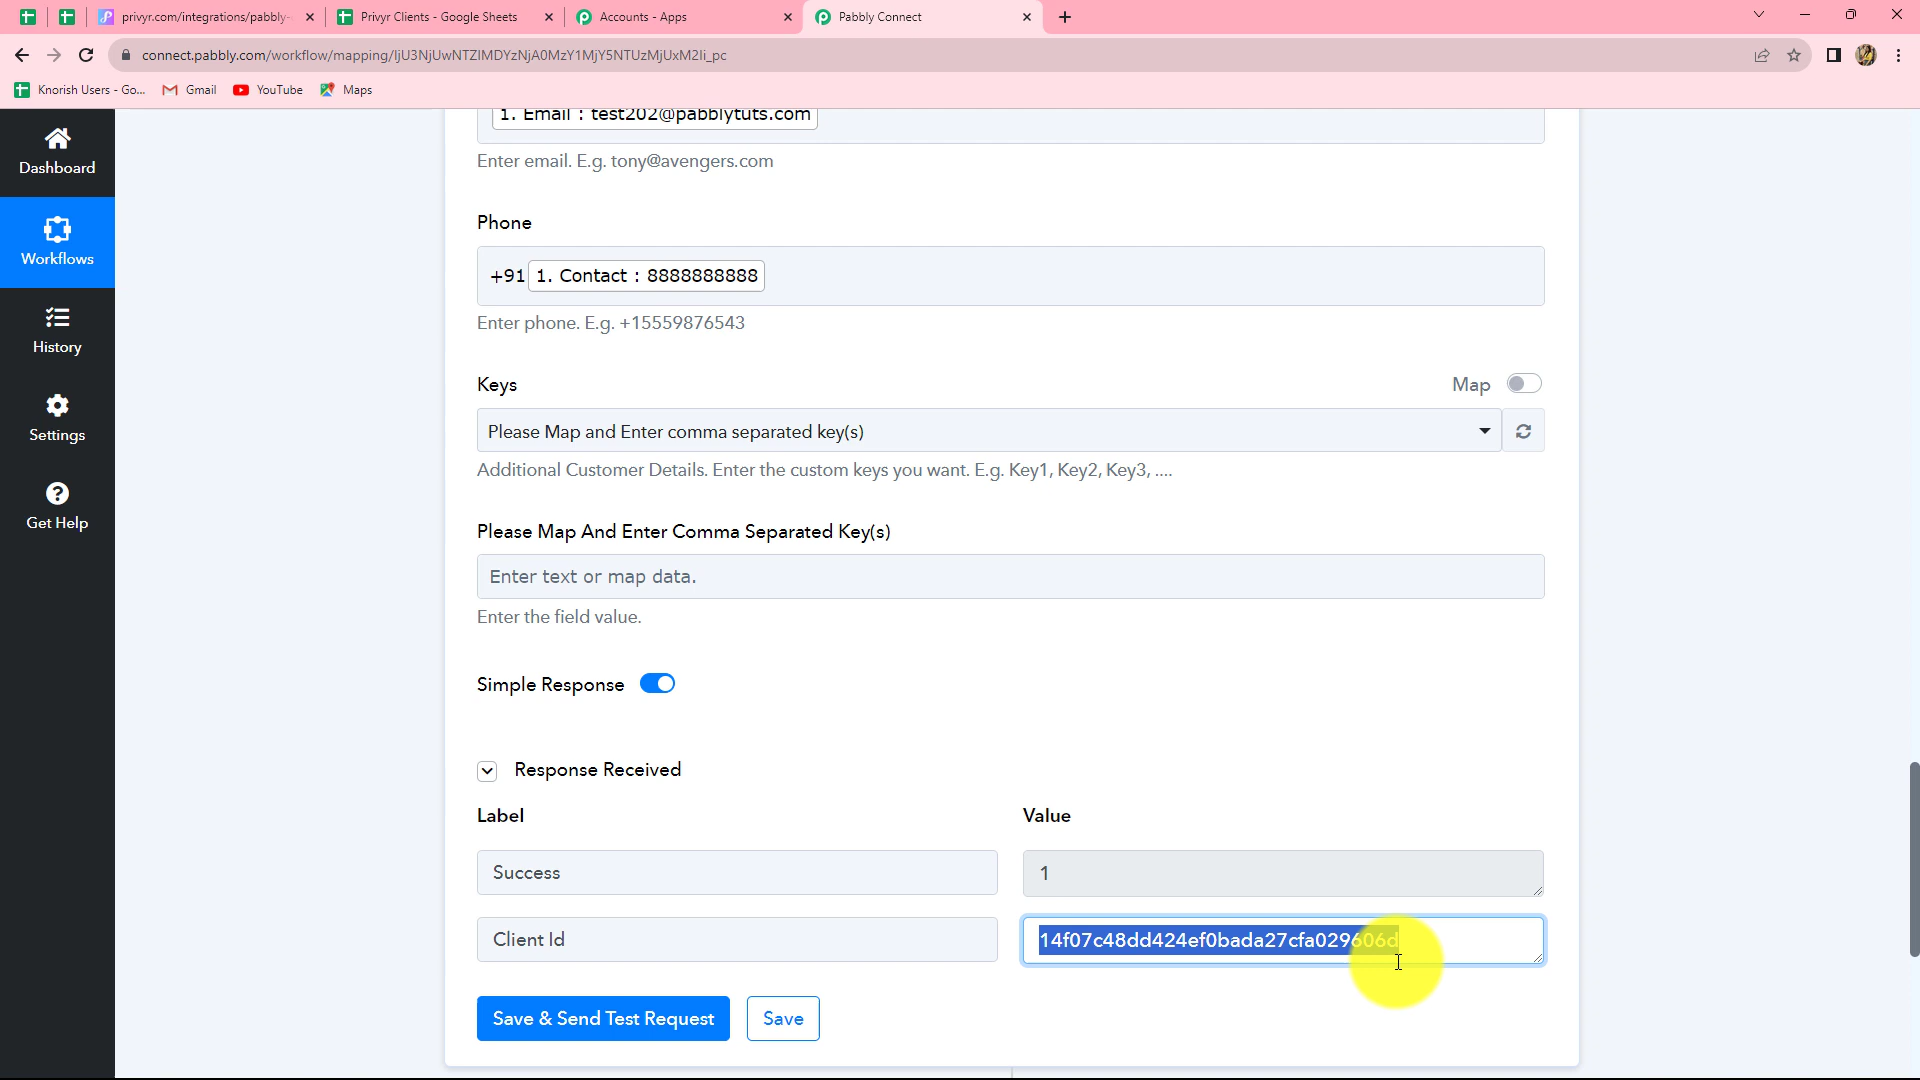 privyr.com/integrations/pabbly-
Privyr Clients - Google Sheets
Accounts - Apps
Pabbly Connect
connect.pabbly.com/workflow/mapping/IjU3NjUwNTZlMDYzNjA0MzY1MjY5NTUzMjUxM2Ii_pc
Knorish Users - Go...
Gmail
YouTube
Maps
Dashboard
Workflows
History
Settings
Get Help
1. Email : test202@pabblytuts.com
Enter email. E.g. tony@avengers.com
Phone
+91 1. Contact : 8888888888
Enter phone. E.g. +15559876543
Keys
Map
Please Map and Enter comma separated key(s)
Additional Customer Details. Enter the custom keys you want. E.g. Key1, Key2, Key3, ....
Please Map And Enter Comma Separated Key(s)
Enter text or map data.
Enter the field value.
Simple Response
Response Received
Label
Value
Success
1
Client Id
14f07c48dd424ef0bada27cfa029606d
Save & Send Test Request
Save